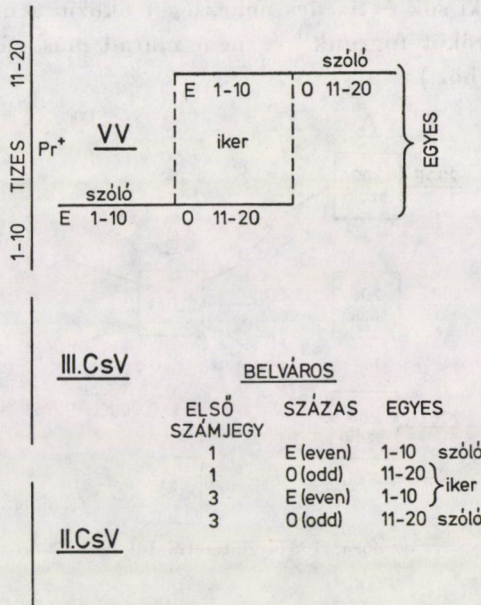 szóló
E 1-10 O 11-20
11-20
TIZES
1-10
Pr+ VV
iker
EGYES
szóló
E 1-10 O 11-20
III.CsV
BELVÁROS
ELSŐ SZÁZAS EGYES
SZÁMJEGY
1 E (even) 1-10 szóló
1 O (odd) 11-20
iker
3 E (even) 1-10
3 O (odd) 11-20 szóló
II.CsV